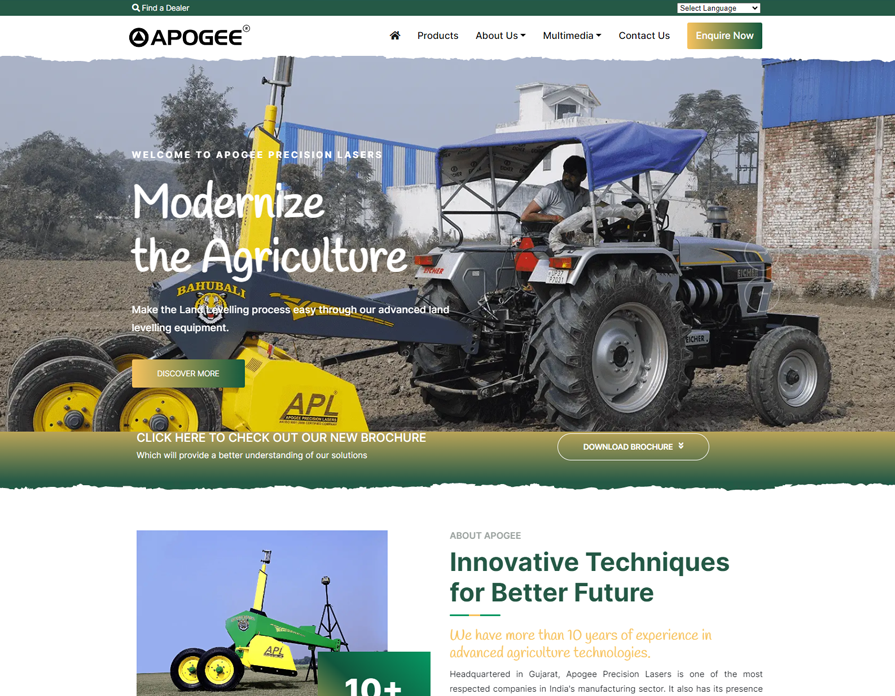 Find a Dealer
Select Language
APOGEE®
Products
About Us
Multimedia
Contact Us
Enquire Now
WELCOME TO APOGEE PRECISION LASERS
Modernize
the Agriculture
BAHUBALI
EICHER
EICHER
EICHER
Make the Land Levelling process easy through our advanced land
levelling equipment.
DISCOVER MORE
API
APOGEE PRECISION LASERS
CLICK HERE TO CHECK OUT OUR NEW BROCHURE
Which will provide a better understanding of our solutions
DOWNLOAD BROCHURE
ABOUT APOGEE
Innovative Techniques
for Better Future
We have more than 10 years of experience in
advanced agriculture technologies.
Headquartered in Gujarat, Apogee Precision Lasers is one of the most
respected companies in India's manufacturing sector. It also has its presence
API
10+